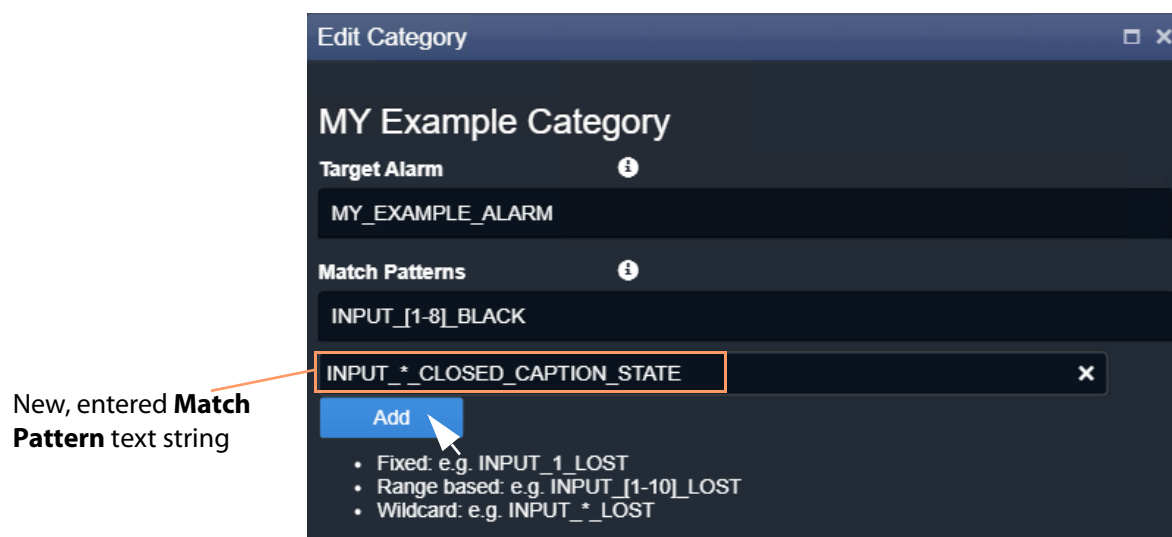 Edit Category
MY Example Category
Target Alarm
MY_EXAMPLE_ALARM
Match Patterns
INPUT_[1-8]_BLACK
INPUT_*_CLOSED_CAPTION_STATE
New, entered Match
Pattern text string
Add
• Fixed: e.g. INPUT_1_LOST
• Range based: e.g. INPUT_[1-10]_LOST
• Wildcard: e.g. INPUT_*_LOST